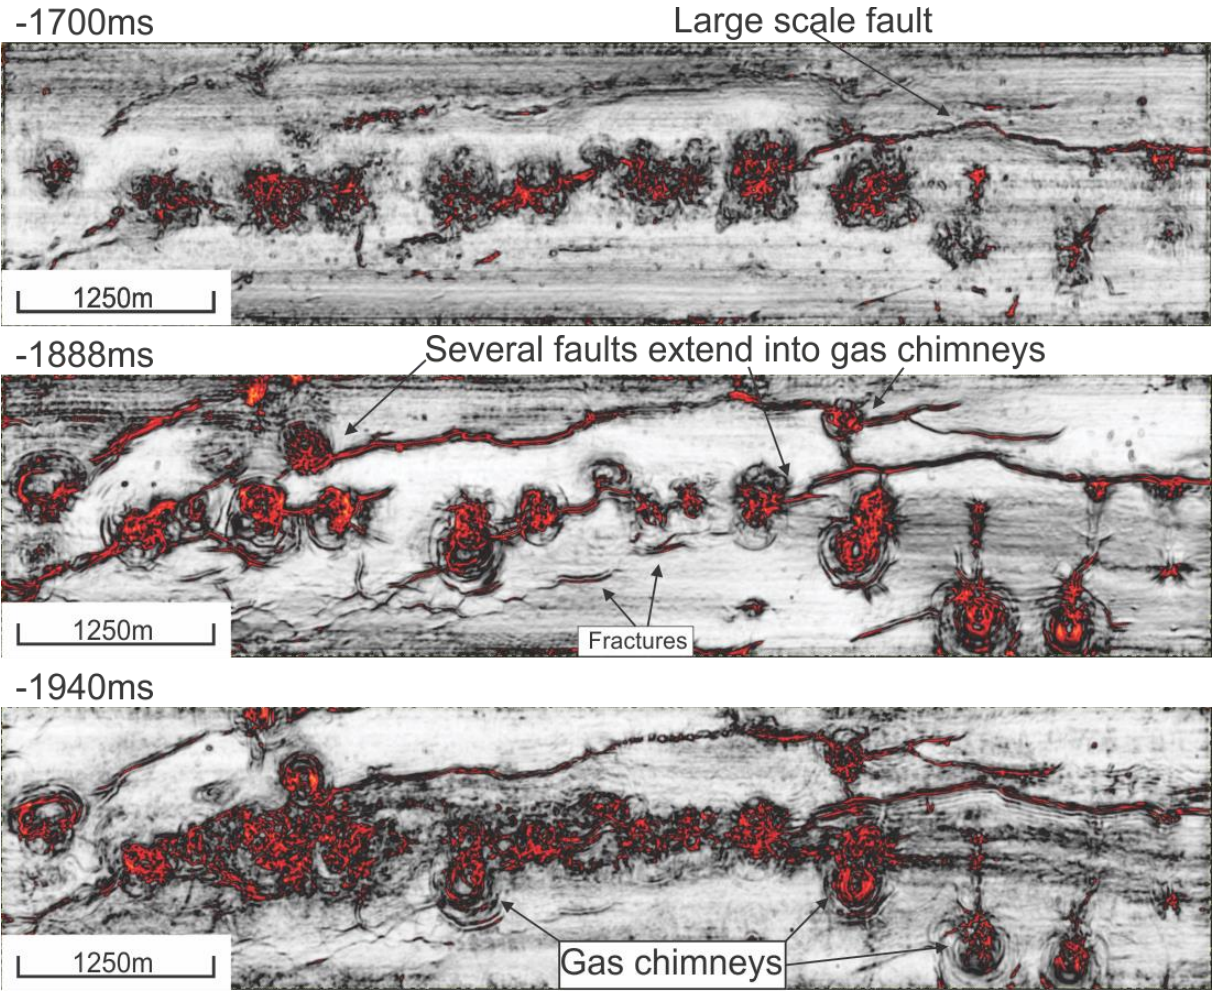 -1700ms
Large scale fault
1250m
-1888ms
Several faults extend into gas chimneys
Fractures
1250m
-1940ms
Gas chimneys
1250m